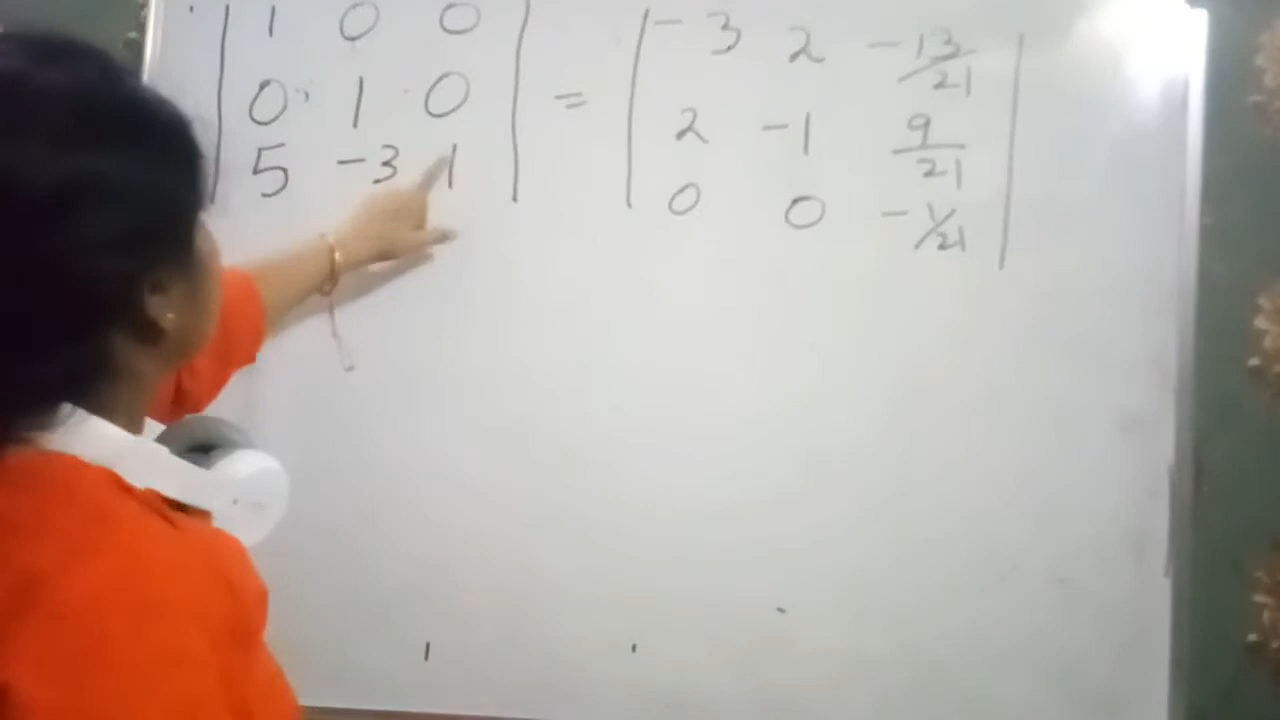 | 1 0 0 | = | -3 2 -13/21 |
| 0 1 0 | | 2 -1 9/21 |
| 5 -3 1 | | 0 0 -1/21 |